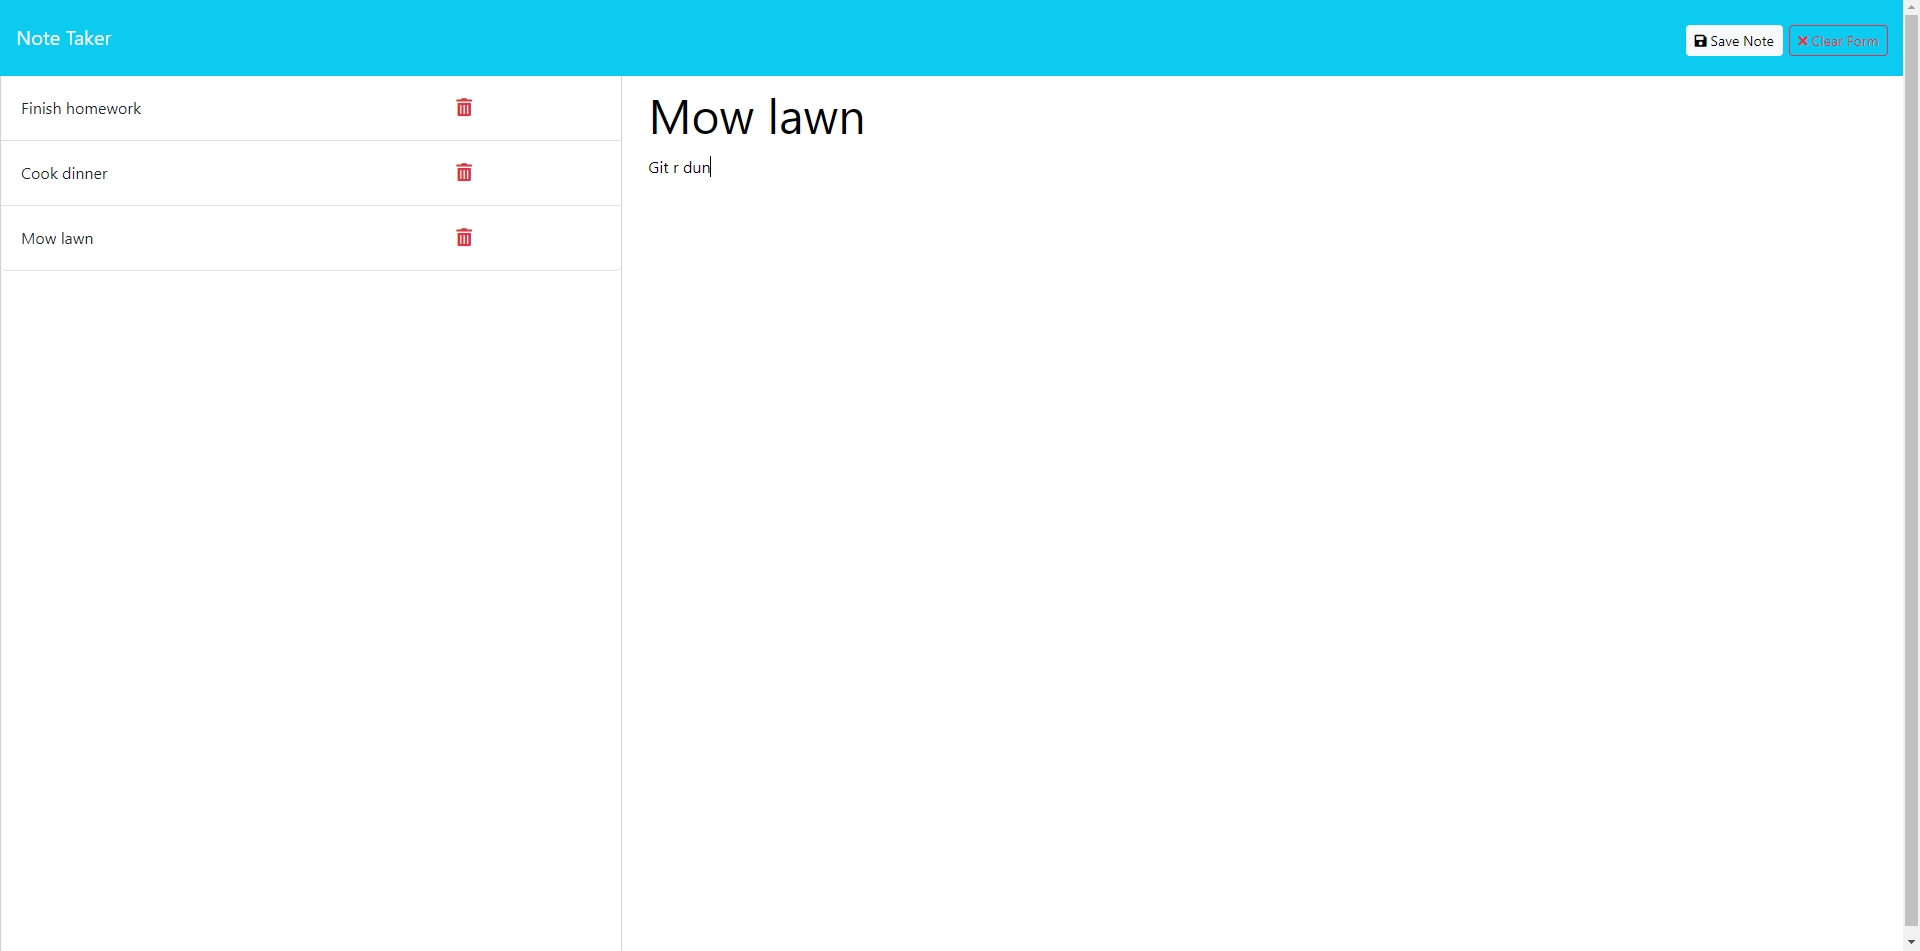 Note Taker
Save Note
Clear Form
Finish homework
Cook dinner
Mow lawn
Mow lawn
Git r dun